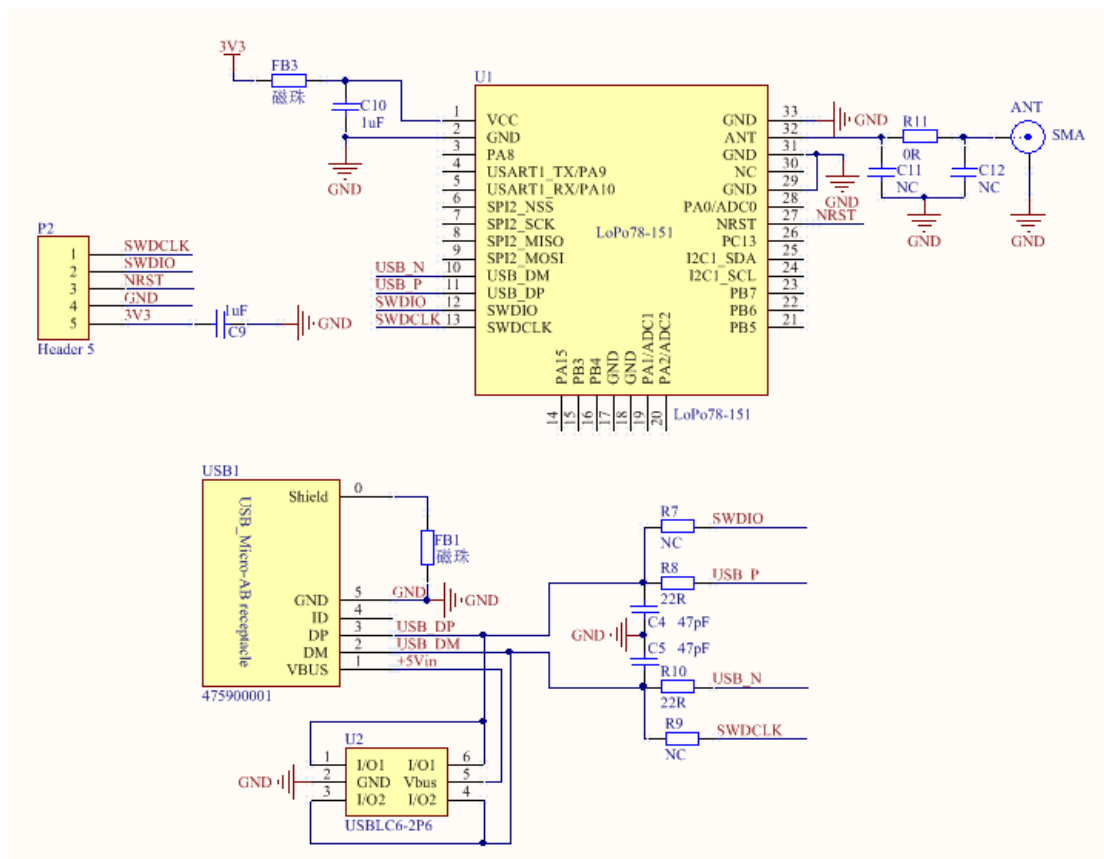 3V3
FB3
磁珠
C10
1uF
GND
U1
1 VCC
2 GND
3 PA8
4 USART1_TX/PA9
5 USART1_RX/PA10
6 SPI2_NSS
7 SPI2_SCK
8 SPI2_MISO
9 SPI2_MOSI
USB_N 10 USB_DM
USB_P 11 USB_DP
SWDIO 12 SWDIO
SWDCLK 13 SWDCLK
LoPo78-151
GND 33 GND
ANT 32
GND 31
NC 30
GND 29
GND
PA0/ADC0 28
NRST 27 NRST
PC13 26
I2C1_SDA 25
I2C1_SCL 24
PB7 23
PB6 22
PB5 21
PA15 PB3 PB4 GND GND PA1/ADC1 PA2/ADC2
14 15 16 17 18 19 20
LoPo78-151
R11
0R
C11
NC
C12
NC
GND
ANT
SMA
GND
P2
1 SWDCLK
2 SWDIO
3 NRST
4 GND
5 3V3
Header 5
1uF
C9
GND
USB1
USB_Micro-AB receptacle
Shield 0
GND 5 GND
ID 4
DP 3 USB_DP
DM 2 USB_DM
VBUS 1 +5Vin
475900001
FB1
磁珠
GND
U2
1 I/O1 I/O1 6
GND 2 GND Vbus 5
3 I/O2 I/O2 4
USBLC6-2P6
R7 SWDIO
NC
R8 USB_P
22R
C4 47pF
GND
C5 47pF
R10 USB_N
22R
R9 SWDCLK
NC